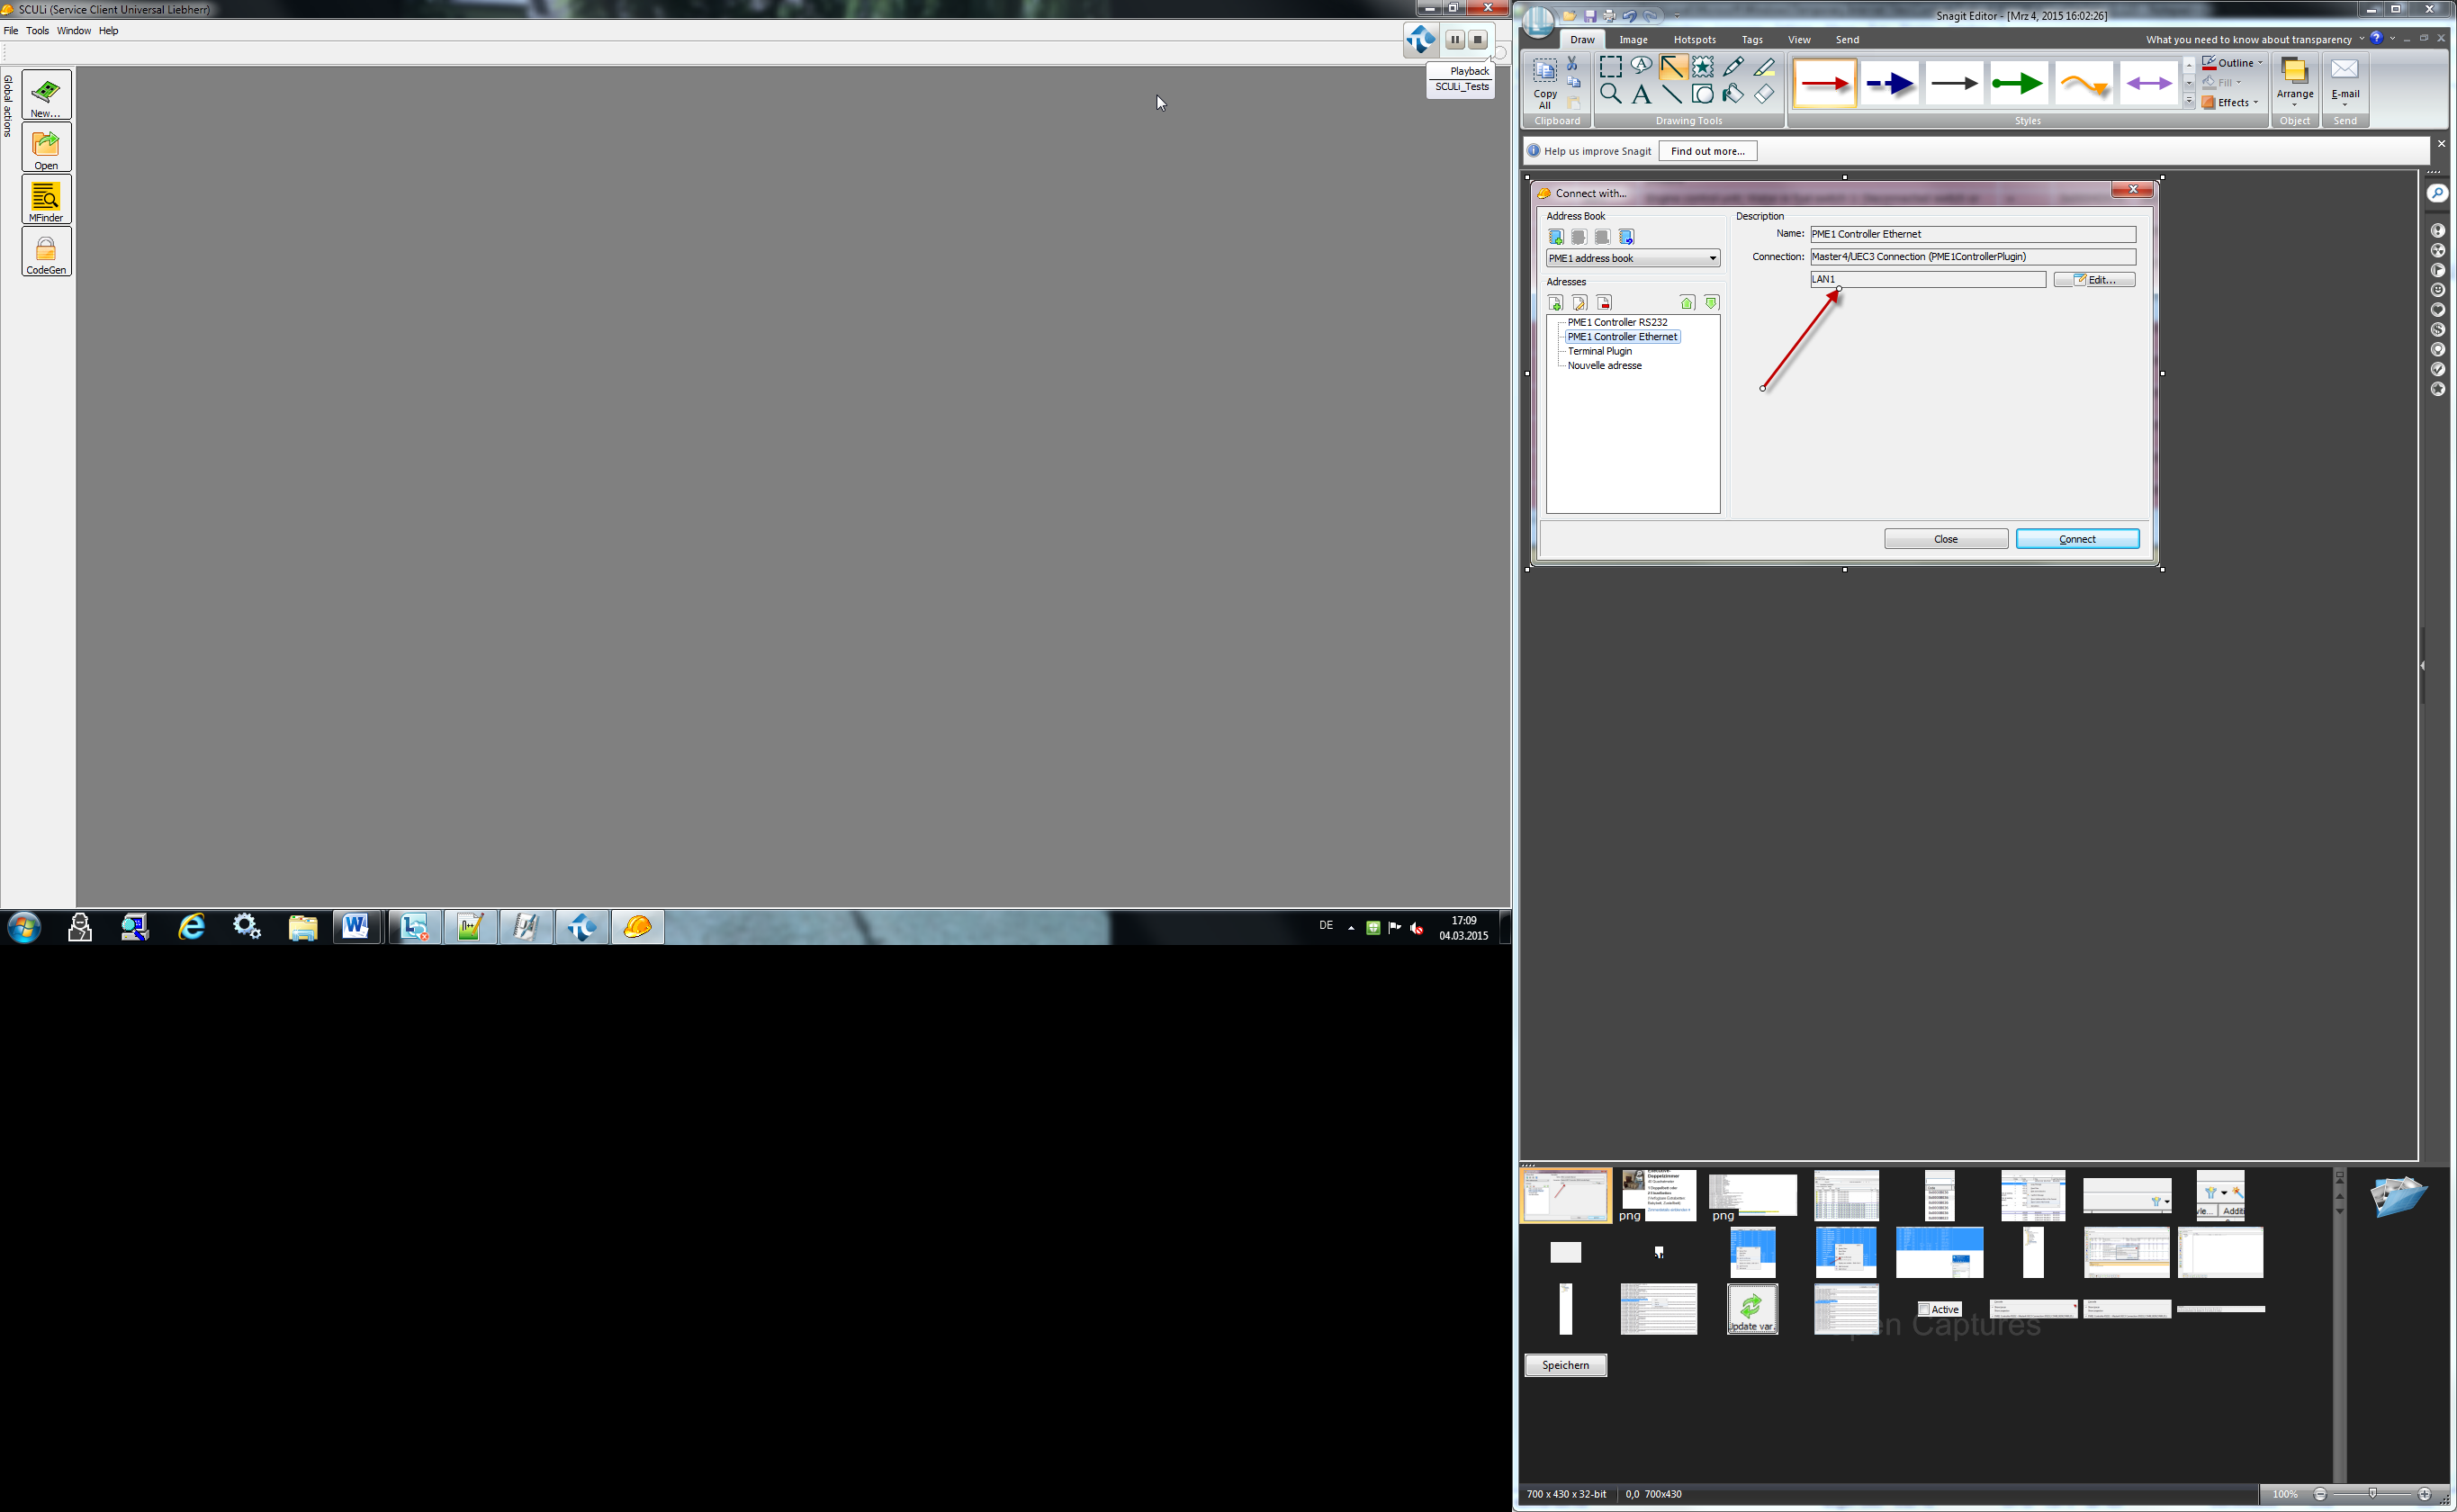 SCULi (Service Client Universal Liebherr)
File Tools Window Help
Global actions
New...
Open
MFinder
CodeGen
Playback
SCULi_Tests
DE
17:09
04.03.2015
Snagit Editor - [Mrz 4, 2015 16:02:26]
Draw Image Hotspots Tags View Send
What you need to know about transparency
Copy All
Clipboard
Drawing Tools
Styles
Outline
Fill
Effects
Arrange
Object
E-mail
Send
Help us improve Snagit
Find out more...
Connect with...
Address Book
PME1 address book
Adresses
PME1 Controller RS232
PME1 Controller Ethernet
Terminal Plugin
Nouvelle adresse
Description
Name: PME1 Controller Ethernet
Connection: Master4/UEC3 Connection (PME1ControllerPlugin)
LAN1
Edit...
Close
Connect
png
Doppelzimmer
png
Additi
Update var.
Active
en Captures
Speichern
700 x 430 x 32-bit
0,0 700x430
100%